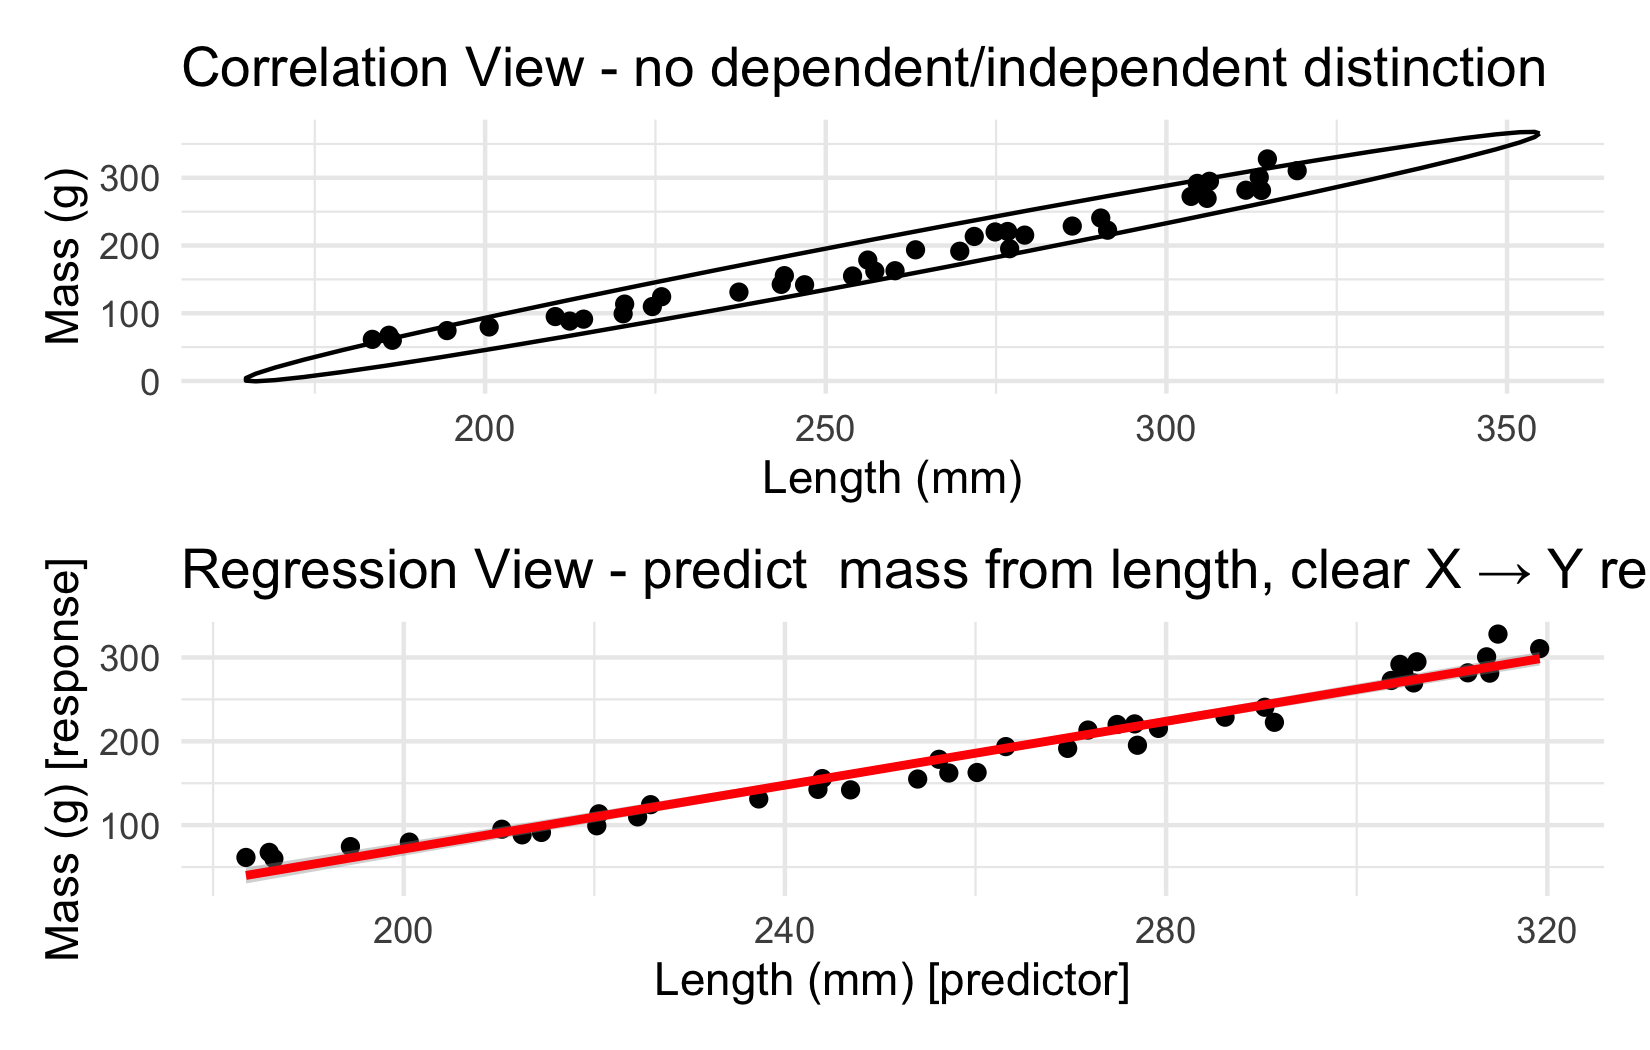 Correlation View - no dependent/independent distinction
Mass (g)
300
200
100
0
200 250 300 350
Length (mm)
Regression View - predict  mass from length, clear X → Y re
Mass (g) [response]
300
200
100
200 240 280 320
Length (mm) [predictor]